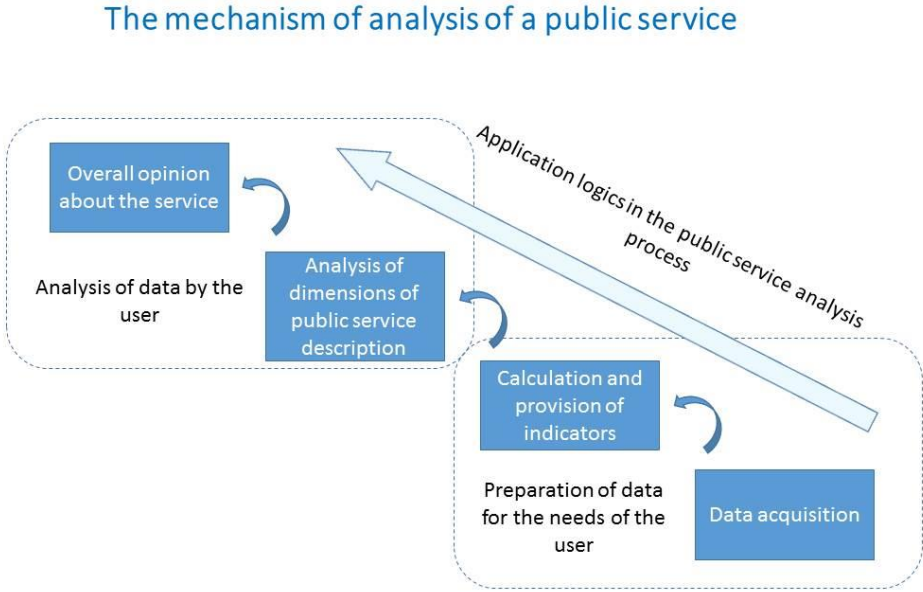 The mechanism of analysis of a public service
Application logics in the public service analysis
process
Overall opinion
about the service
Analysis of data by the
user
Analysis of
dimensions of
public service
description
Calculation and
provision of
indicators
Preparation of data
for the needs of the
user
Data acquisition